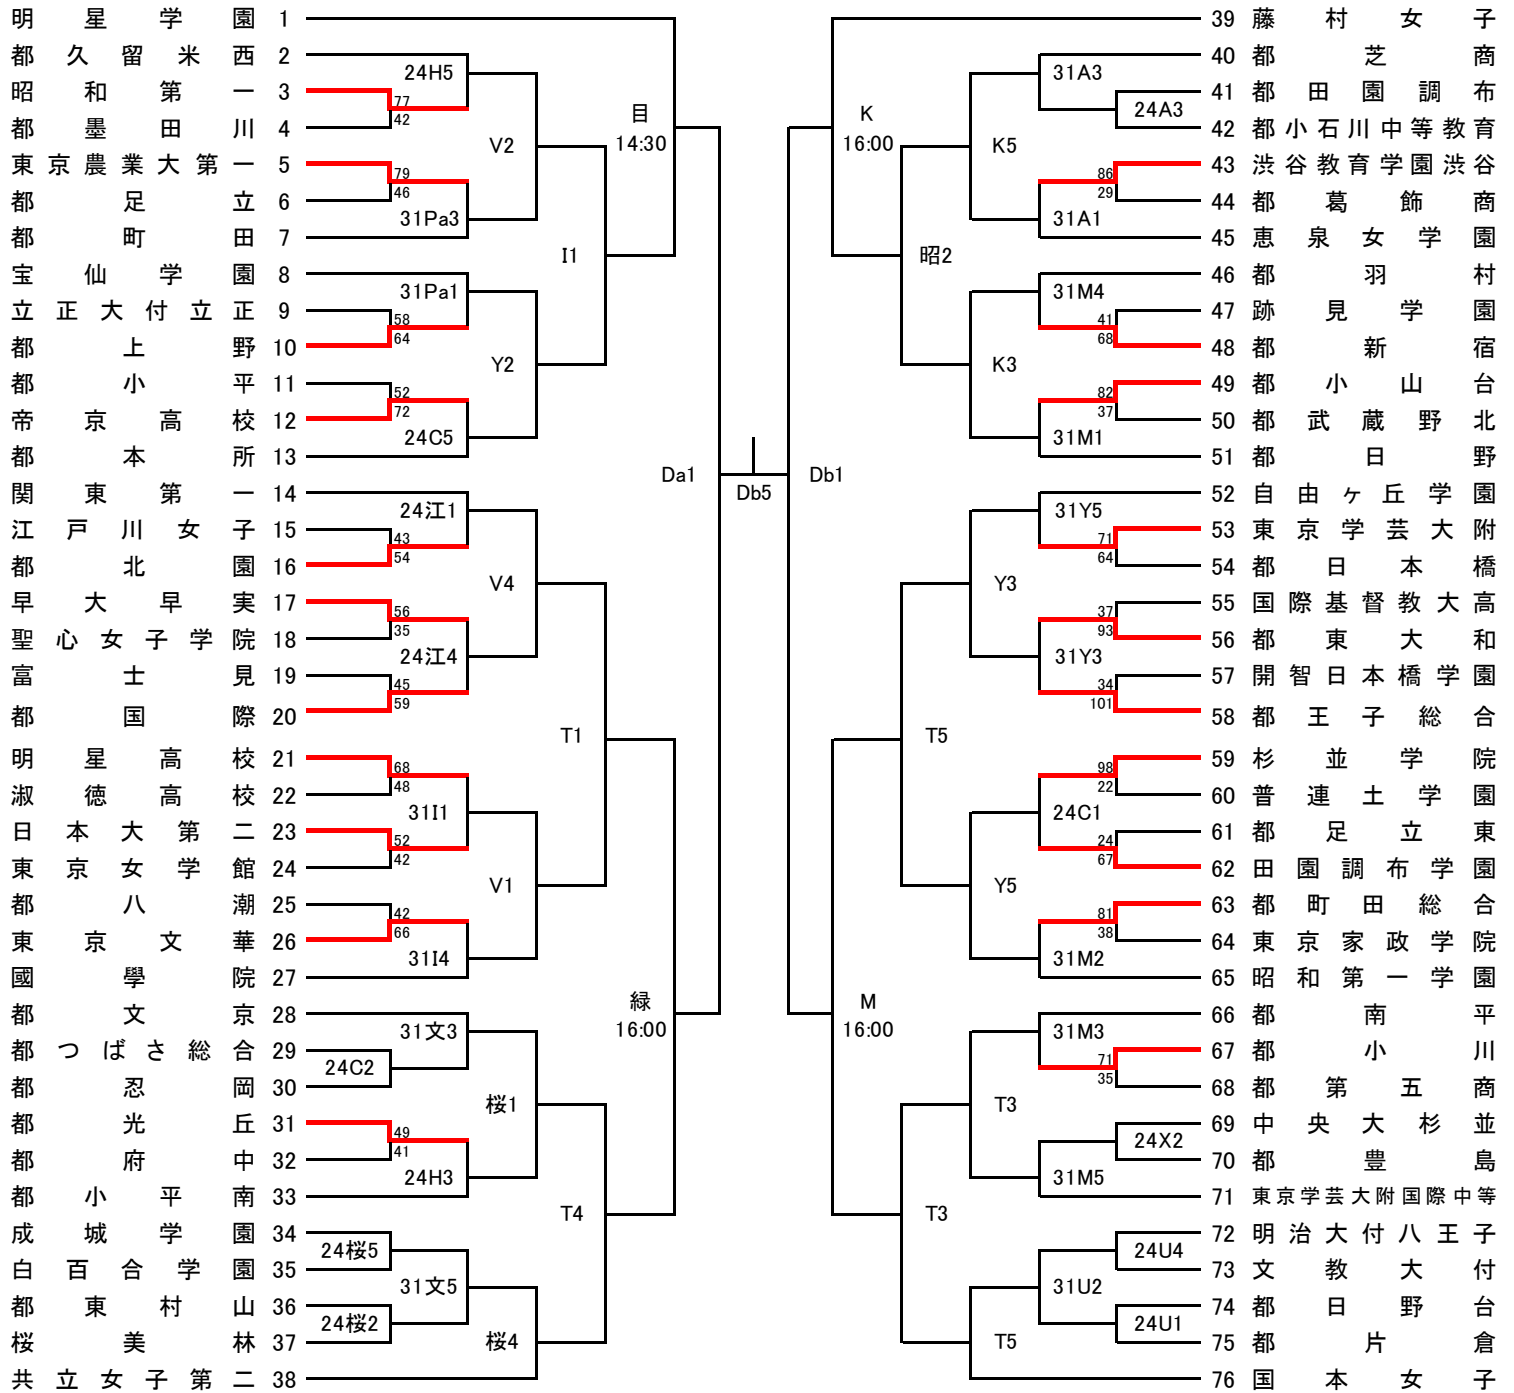 明星学園 1
都久留米西 2
24H5
昭和第一 3
77
42
都墨田川 4
V2
東京農業大第一 5
79
46
都足立 6
31Pa3
都町田 7
目
14:30
I1
宝仙学園 8
31Pa1
立正大付立正 9
58
64
都上野 10
Y2
都小平 11
52
72
帝京高校 12
24C5
都本所 13
関東第一 14
24江1
江戸川女子 15
43
54
都北園 16
V4
早大早実 17
56
35
聖心女子学院 18
24江4
富士見 19
45
59
都国際 20
T1
明星高校 21
68
48
淑徳高校 22
31I1
日本大第二 23
52
42
東京女学館 24
V1
都八潮 25
42
66
東京文華 26
31I4
國學院 27
緑
16:00
都文京 28
31文3
都つばさ総合 29
24C2
都忍岡 30
桜1
都光丘 31
49
41
都府中 32
24H3
都小平南 33
T4
成城学園 34
24桜5
白百合学園 35
31文5
都東村山 36
24桜2
桜美林 37
桜4
共立女子第二 38
Da1
Db5
Db1
39 藤村女子
40 都芝商
31A3
41 都田園調布
24A3
42 都小石川中等教育
K
16:00
K5
43 渋谷教育学園渋谷
86
29
44 都葛飾商
31A1
45 恵泉女学園
昭2
46 都羽村
31M4
47 跡見学園
41
68
48 都新宿
K3
49 都小山台
82
37
50 都武蔵野北
31M1
51 都日野
52 自由ヶ丘学園
31Y5
53 東京学芸大附
71
64
54 都日本橋
Y3
55 国際基督教大高
37
93
56 都東大和
31Y3
57 開智日本橋学園
34
101
58 都王子総合
T5
59 杉並学院
98
22
60 普連土学園
24C1
61 都足立東
24
67
62 田園調布学園
Y5
63 都町田総合
81
38
64 東京家政学院
31M2
65 昭和第一学園
M
16:00
66 都南平
31M3
67 都小川
71
35
68 都第五商
T3
69 中央大杉並
24X2
70 都豊島
31M5
71 東京学芸大附国際中等
T3
72 明治大付八王子
24U4
73 文教大付
31U2
74 都日野台
24U1
75 都片倉
T5
76 国本女子